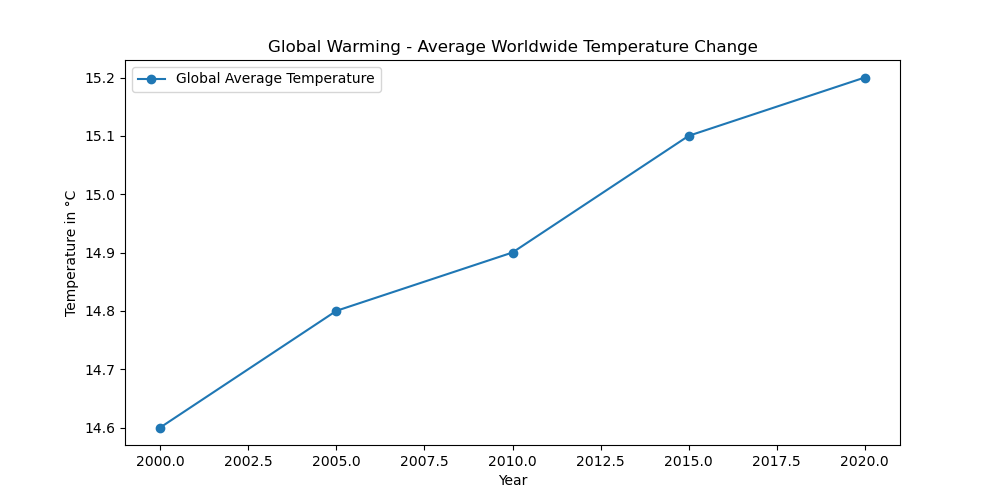 Global Warming - Average Worldwide Temperature Change
Global Average Temperature
15.2
15.1
15.0
14.9
14.8
14.7
14.6
Temperature in °C
2000.0 2002.5 2005.0 2007.5 2010.0 2012.5 2015.0 2017.5 2020.0
Year